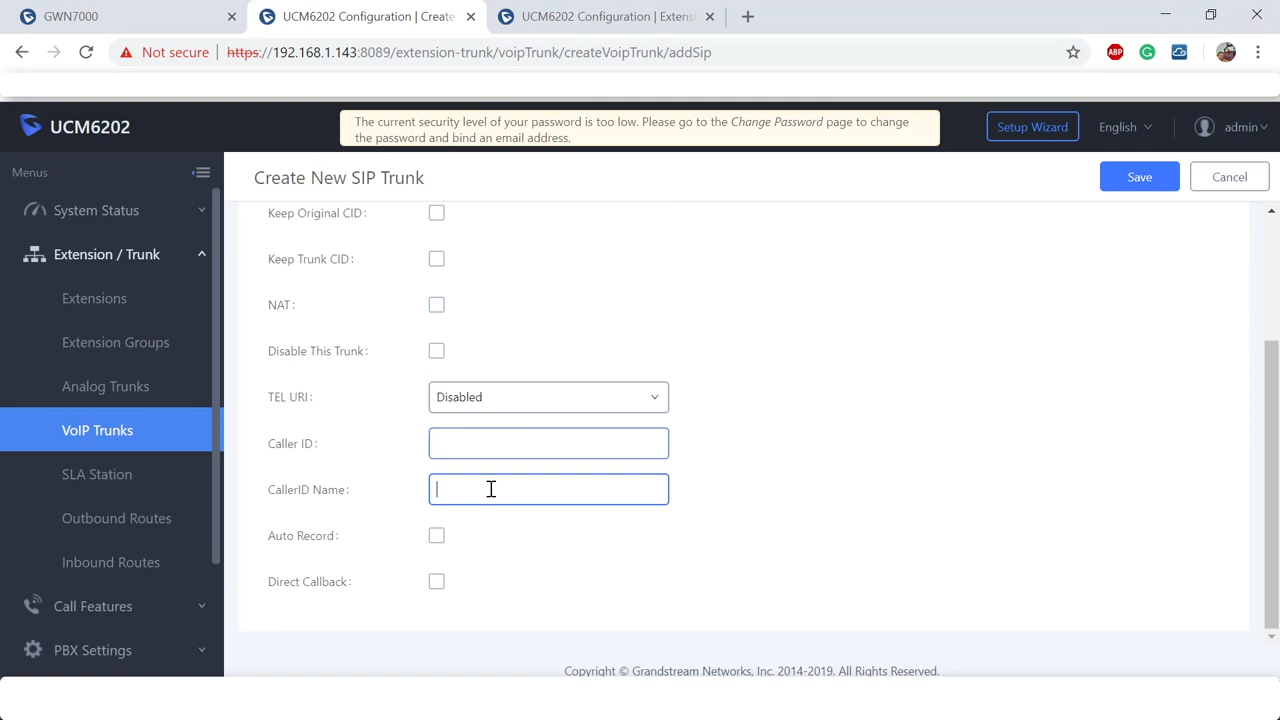 GWN7000
UCM6202 Configuration | Create
UCM6202 Configuration | Extens
Not secure
https://192.168.1.143:8089/extension-trunk/voipTrunk/createVoipTrunk/addSip
ABP
UCM6202
The current security level of your password is too low. Please go to the Change Password page to change
the password and bind an email address.
Setup Wizard
English
admin
Menus
System Status
Extension / Trunk
Extensions
Extension Groups
Analog Trunks
VoIP Trunks
SLA Station
Outbound Routes
Inbound Routes
Call Features
PBX Settings
Create New SIP Trunk
Save
Cancel
Keep Original CID:
Keep Trunk CID:
NAT:
Disable This Trunk:
TEL URI:
Disabled
Caller ID:
CallerID Name:
Auto Record:
Direct Callback:
Copyright © Grandstream Networks, Inc. 2014-2019. All Rights Reserved.